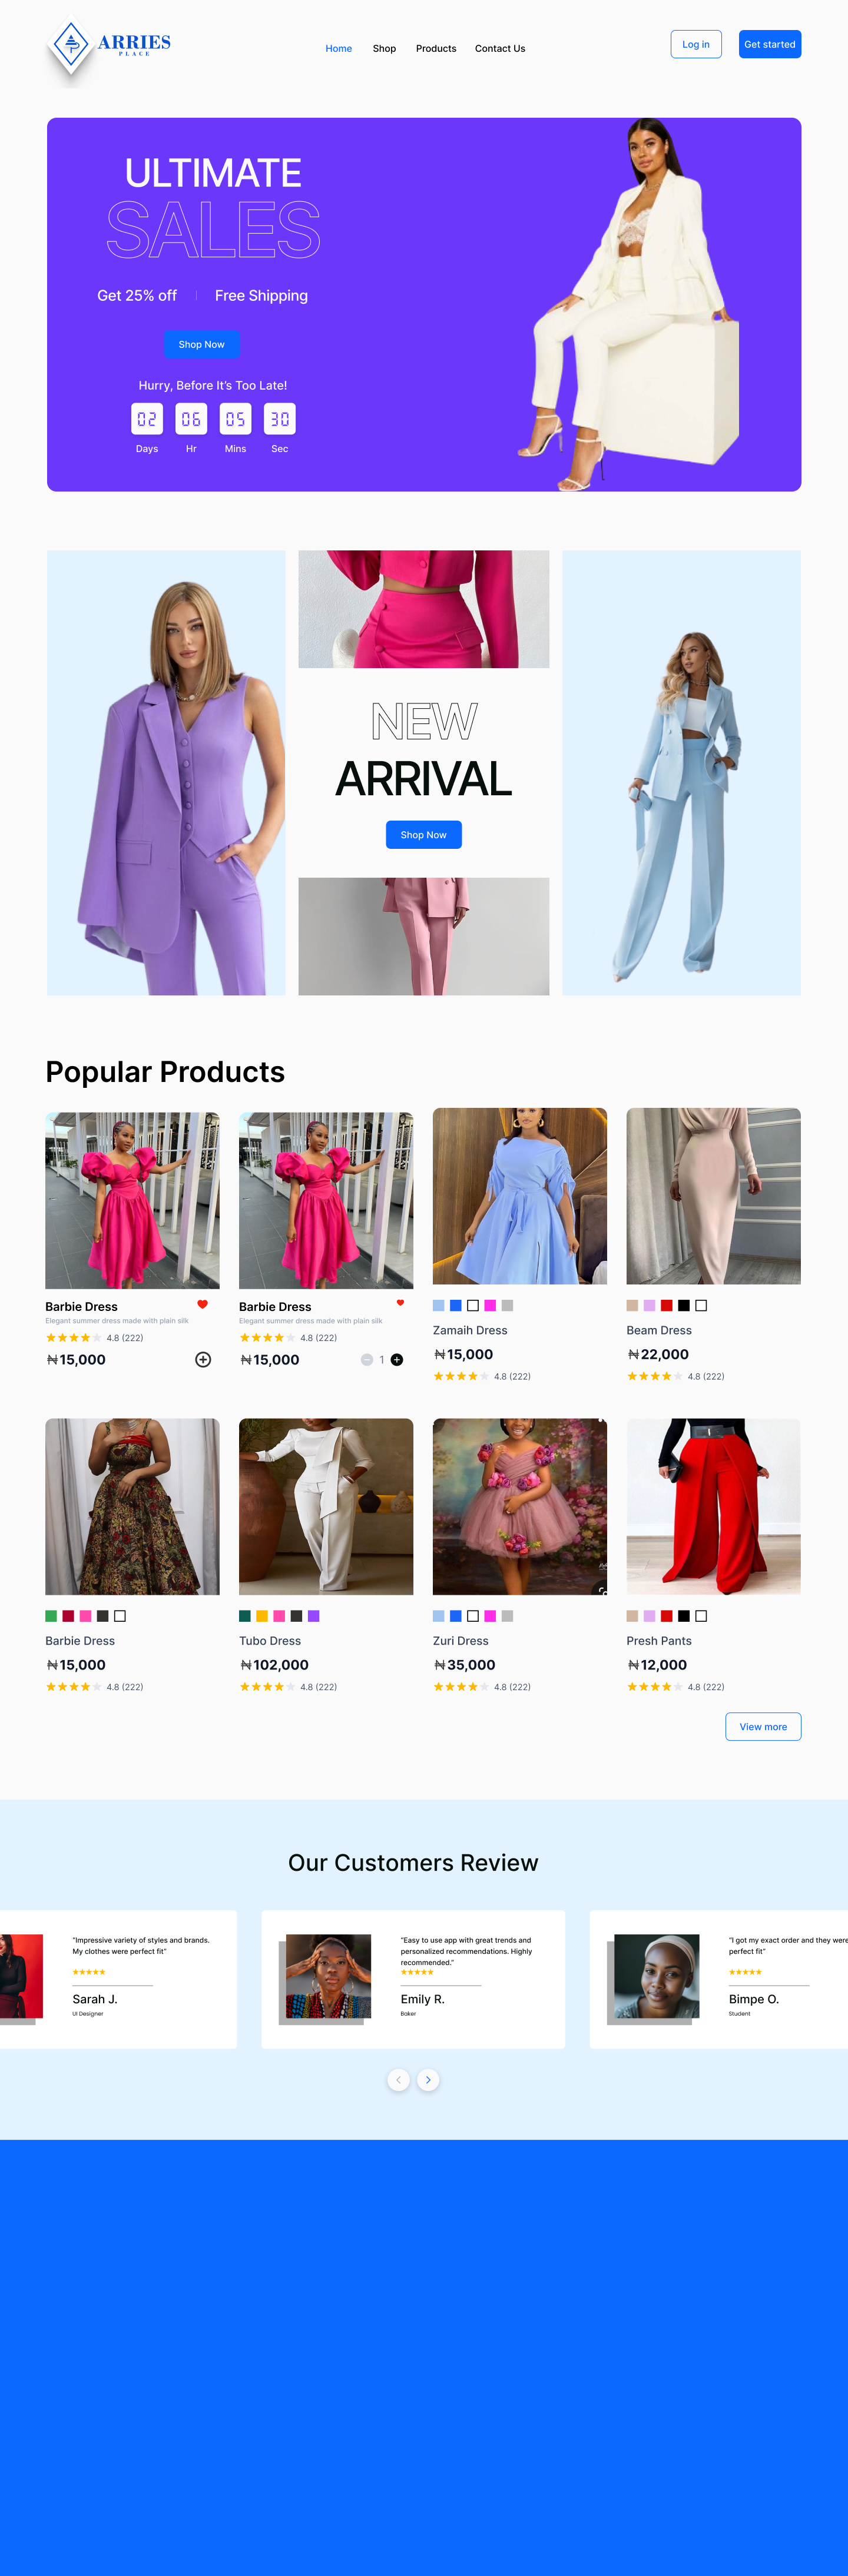 ARRIES
PLACE
Home
Shop
Products
Contact Us
Log in
Get started
ULTIMATE
SALES
Get 25% off
Free Shipping
Shop Now
Hurry, Before It's Too Late!
02
06
05
30
Days
Hr
Mins
Sec
NEW
ARRIVAL
Shop Now
Popular Products
Barbie Dress
Elegant summer dress made with plain silk
4.8 (222)
₦15,000
Barbie Dress
Elegant summer dress made with plain silk
4.8 (222)
₦15,000
1
Zamaih Dress
₦15,000
4.8 (222)
Beam Dress
₦22,000
4.8 (222)
Barbie Dress
₦15,000
4.8 (222)
Tubo Dress
₦102,000
4.8 (222)
Zuri Dress
₦35,000
4.8 (222)
Presh Pants
₦12,000
4.8 (222)
View more
Our Customers Review
“Impressive variety of styles and brands.
My clothes were perfect fit”
Sarah J.
UI Designer
“Easy to use app with great trends and
personalized recommendations. Highly
recommended.”
Emily R.
Baker
“I got my exact order and they were
perfect fit”
Bimpe O.
Student